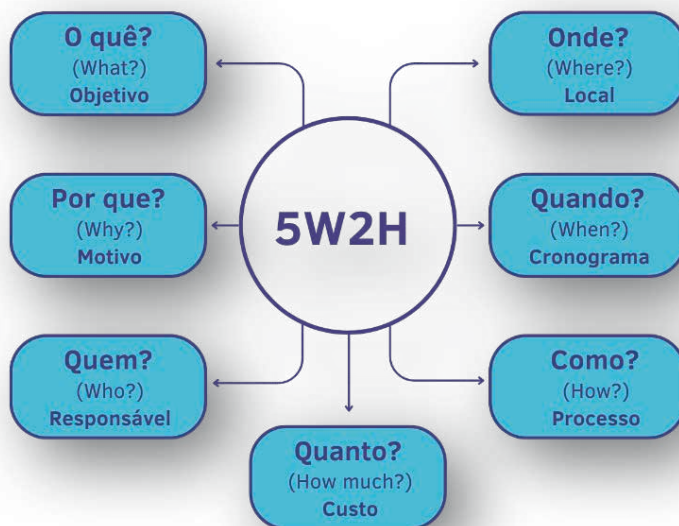 O quê?
(What?)
Objetivo
Onde?
(Where?)
Local
Por que?
(Why?)
Motivo
5W2H
Quando?
(When?)
Cronograma
Quem?
(Who?)
Responsável
Como?
(How?)
Processo
Quanto?
(How much?)
Custo